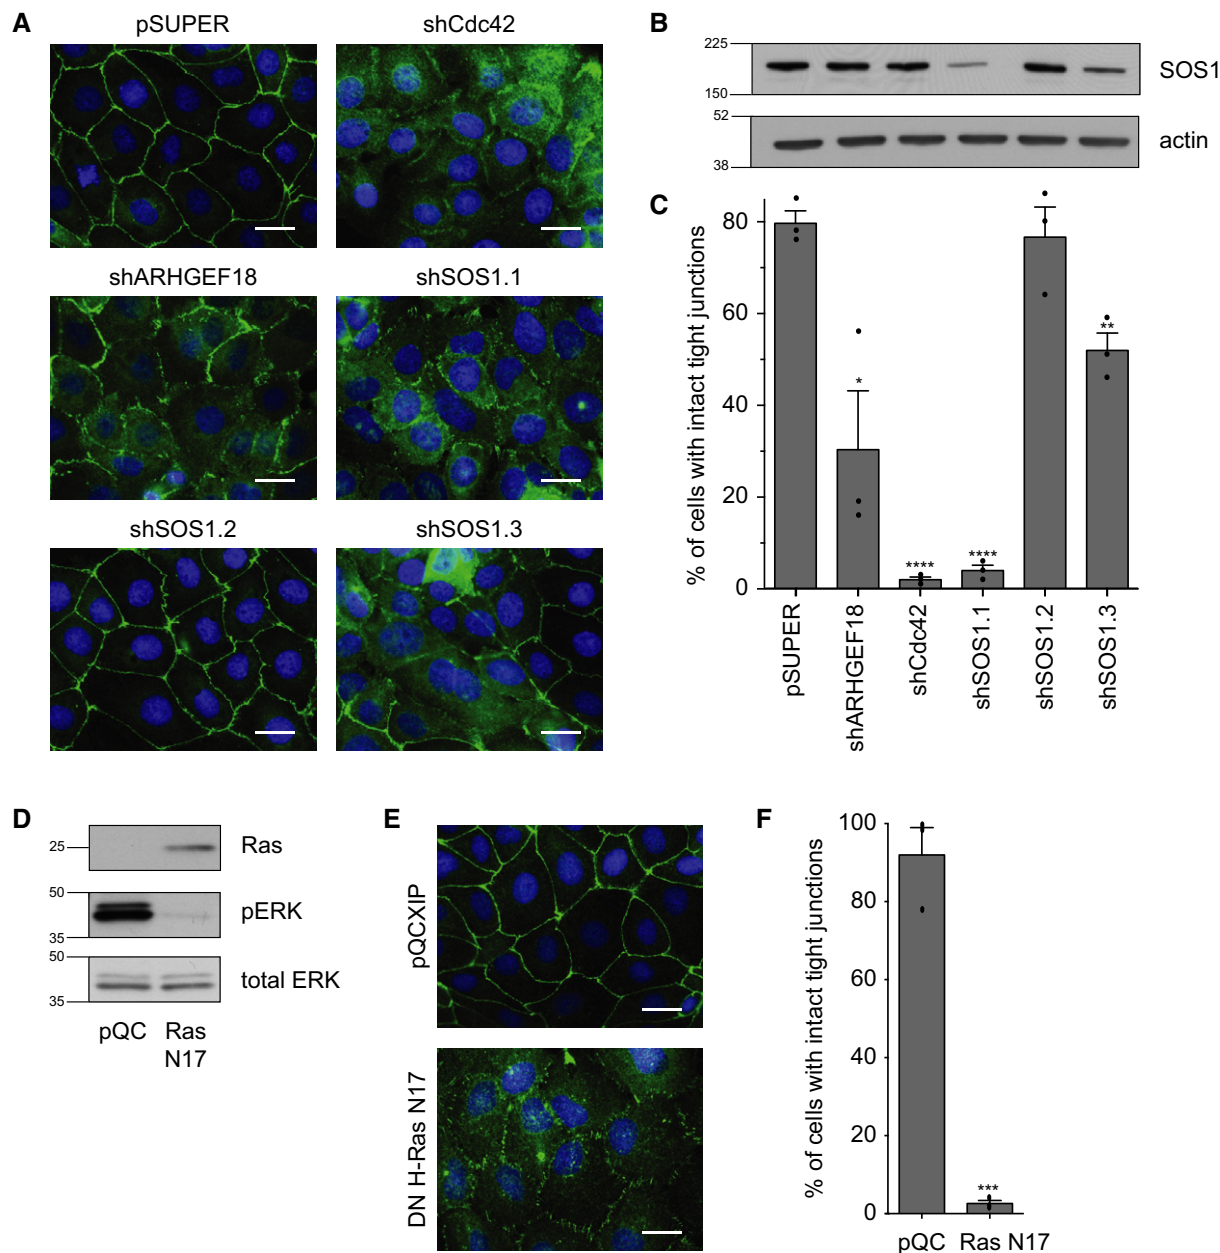 A
pSUPER
shCdc42
shARHGEF18
shSOS1.1
shSOS1.2
shSOS1.3
B
225
150
SOS1
52
38
actin
C
% of cells with intact tight junctions
80
60
40
20
0
*
****
****
**
pSUPER
shARHGEF18
shCdc42
shSOS1.1
shSOS1.2
shSOS1.3
D
25
Ras
50
35
pERK
50
35
total ERK
pQC
Ras
N17
E
pQCXIP
DN H-Ras N17
F
% of cells with intact tight junctions
100
80
60
40
20
0
***
pQC
Ras N17